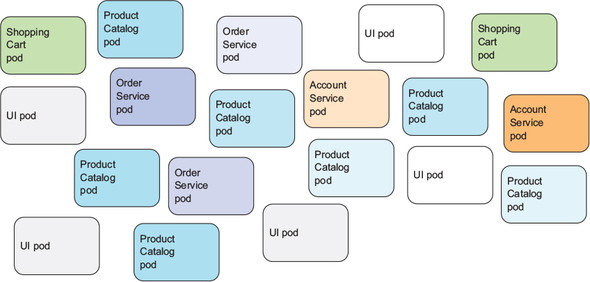 Shopping
Cart
pod
Product
Catalog
pod
Order
Service
pod
UI pod
Shopping
Cart
pod
UI pod
Order
Service
pod
Product
Catalog
pod
Account
Service
pod
Product
Catalog
pod
Account
Service
pod
Product
Catalog
pod
Order
Service
pod
Product
Catalog
pod
UI pod
Product
Catalog
pod
UI pod
Product
Catalog
pod
UI pod